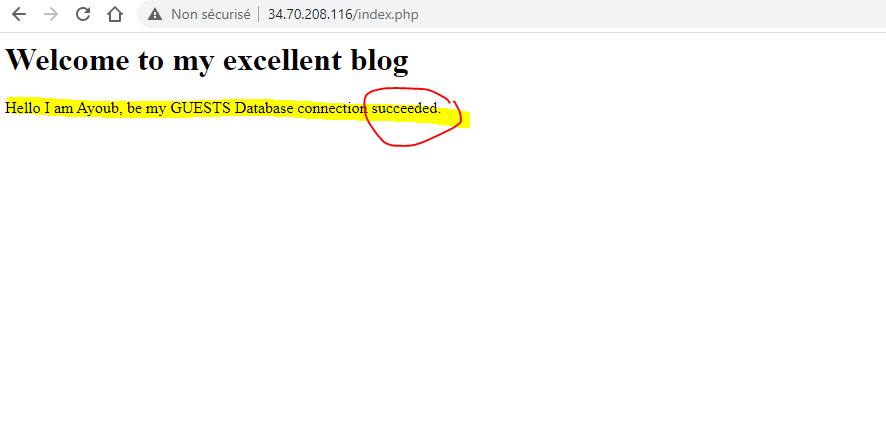 Non sécurisé 34.70.208.116/index.php
Welcome to my excellent blog
Hello I am Ayoub, be my GUESTS Database connection succeeded.